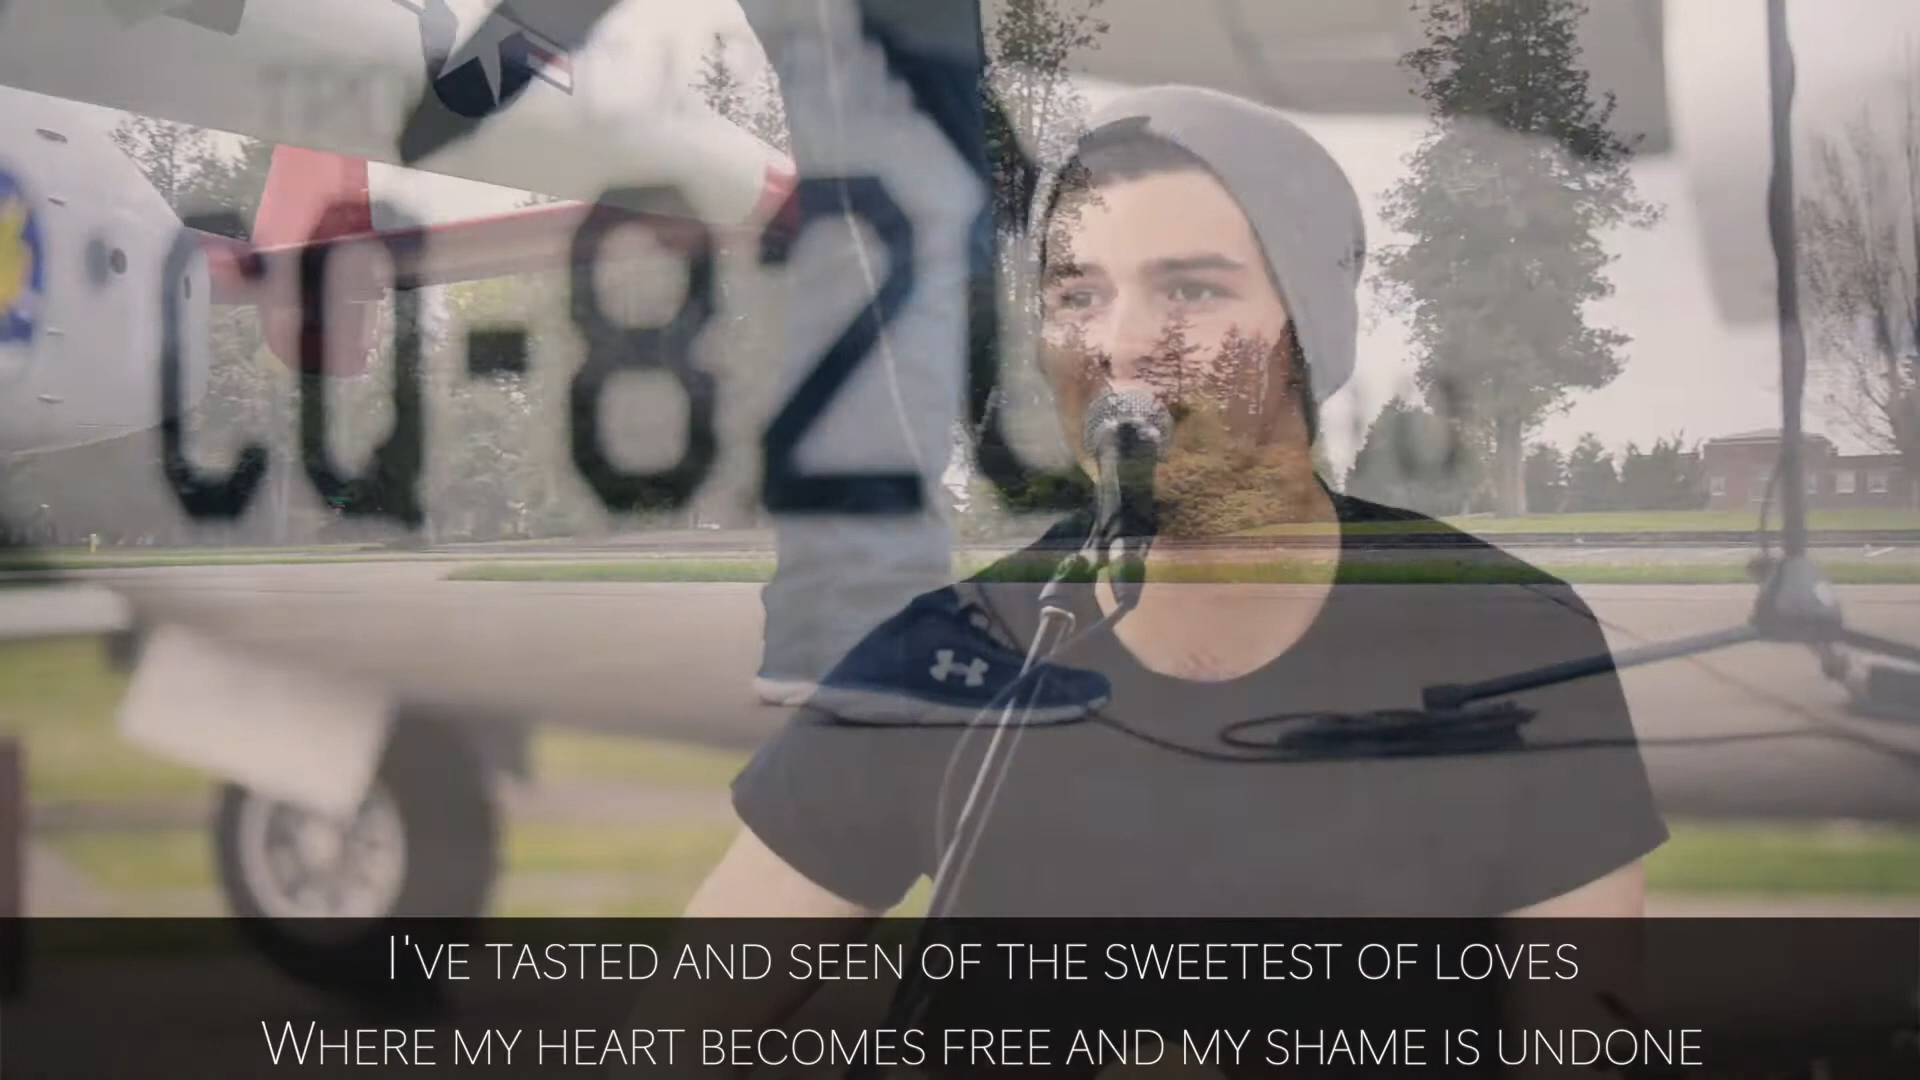 CQ-820
I'VE TASTED AND SEEN OF THE SWEETEST OF LOVES
WHERE MY HEART BECOMES FREE AND MY SHAME IS UNDONE